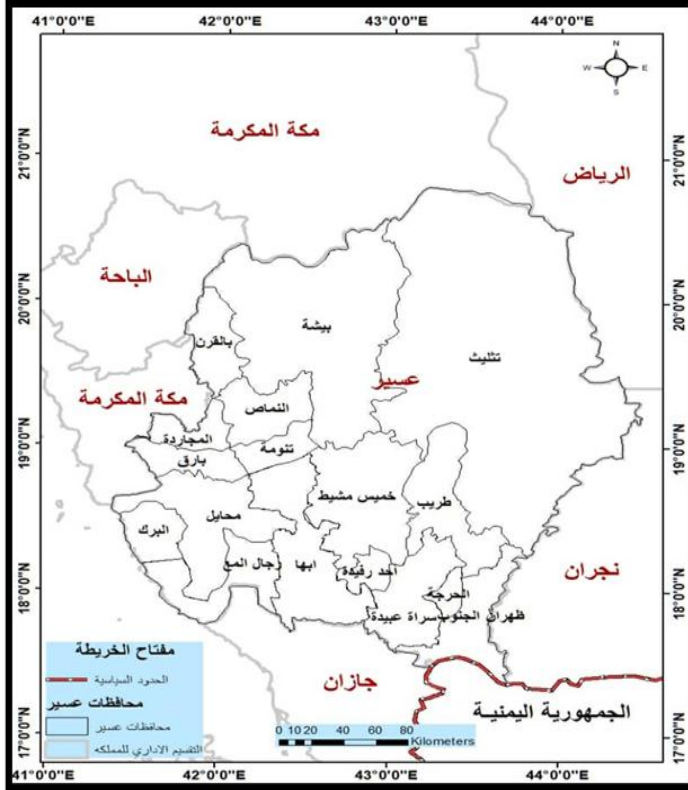 41°0'0"E 42°0'0"E 43°0'0"E 44°0'0"E
N
W E
S
21°0'0"N 21°0'0"N
20°0'0"N 20°0'0"N
19°0'0"N 19°0'0"N
18°0'0"N 18°0'0"N
17°0'0"N 17°0'0"N
مكة المكرمة
الرياض
الباحة
بيشة
بالقرن
تثليث
عسير
مكة المكرمة
النماص
المجاردة
تنومة
بارق
خميس مشيط
طريب
محايل
البرك
رجال المع
ابها
احد رفيدة
نجران
الحرجة
سراة عبيدة
ظهران الجنوب
جازان
الجمهورية اليمنية
مفتاح الخريطة
الحدود السياسية
محافظات عسير
محافظات عسير
التقسيم الاداري للمملكه
0 10 20 40 60 80
Kilometers
41°0'0"E 42°0'0"E 43°0'0"E 44°0'0"E